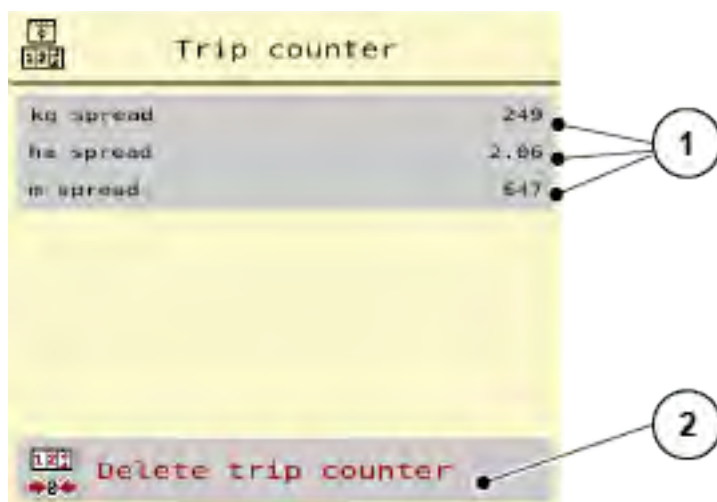 Trip counter
kg spread 249
ha spread 2.06
m spread 647
1
2
Delete trip counter